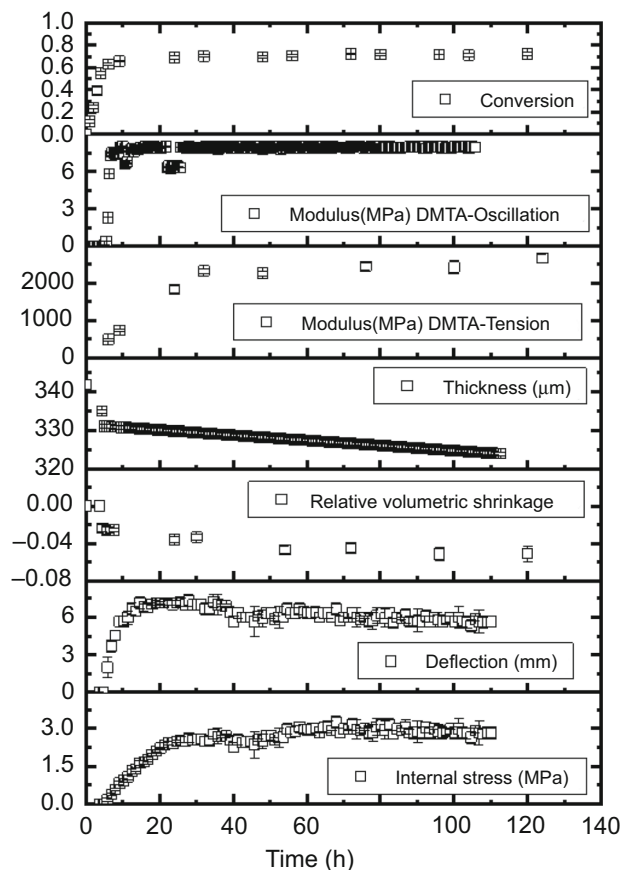 1.0
0.8
0.6
0.4
0.2
0.0
Conversion
6
3
0
Modulus(MPa) DMTA-Oscillation
2000
1000
0
Modulus(MPa) DMTA-Tension
340
330
320
Thickness (μm)
0.00
−0.04
−0.08
Relative volumetric shrinkage
6
3
0
Deflection (mm)
3.0
1.5
0.0
Internal stress (MPa)
0 20 40 60 80 100 120 140
Time (h)